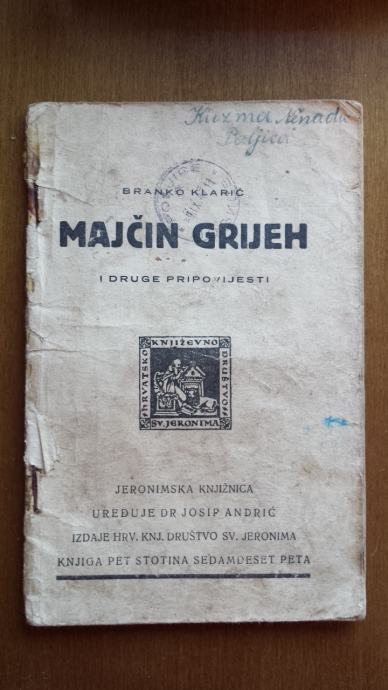 Kuzma Nenadić
Poljica
BRANKO KLARIĆ
MAJČIN GRIJEH
I DRUGE PRIPOVIJESTI
HRVATSKO KNJIŽEVNO DRUŠTVO
SV. JERONIMA
JERONIMSKA KNJIŽNICA
UREĐUJE DR JOSIP ANDRIĆ
IZDAJE HRV. KNJ. DRUŠTVO SV. JERONIMA
KNJIGA PET STOTINA SEDAMDESET PETA